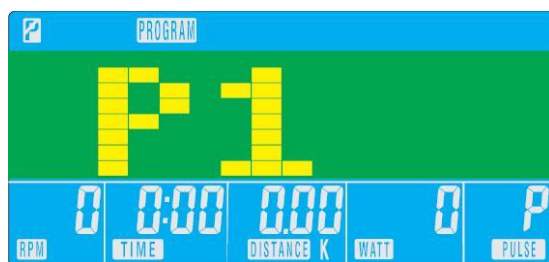 P PROGRAM
P1
0 0:00 0.00 0 P
RPM TIME DISTANCE K WATT PULSE